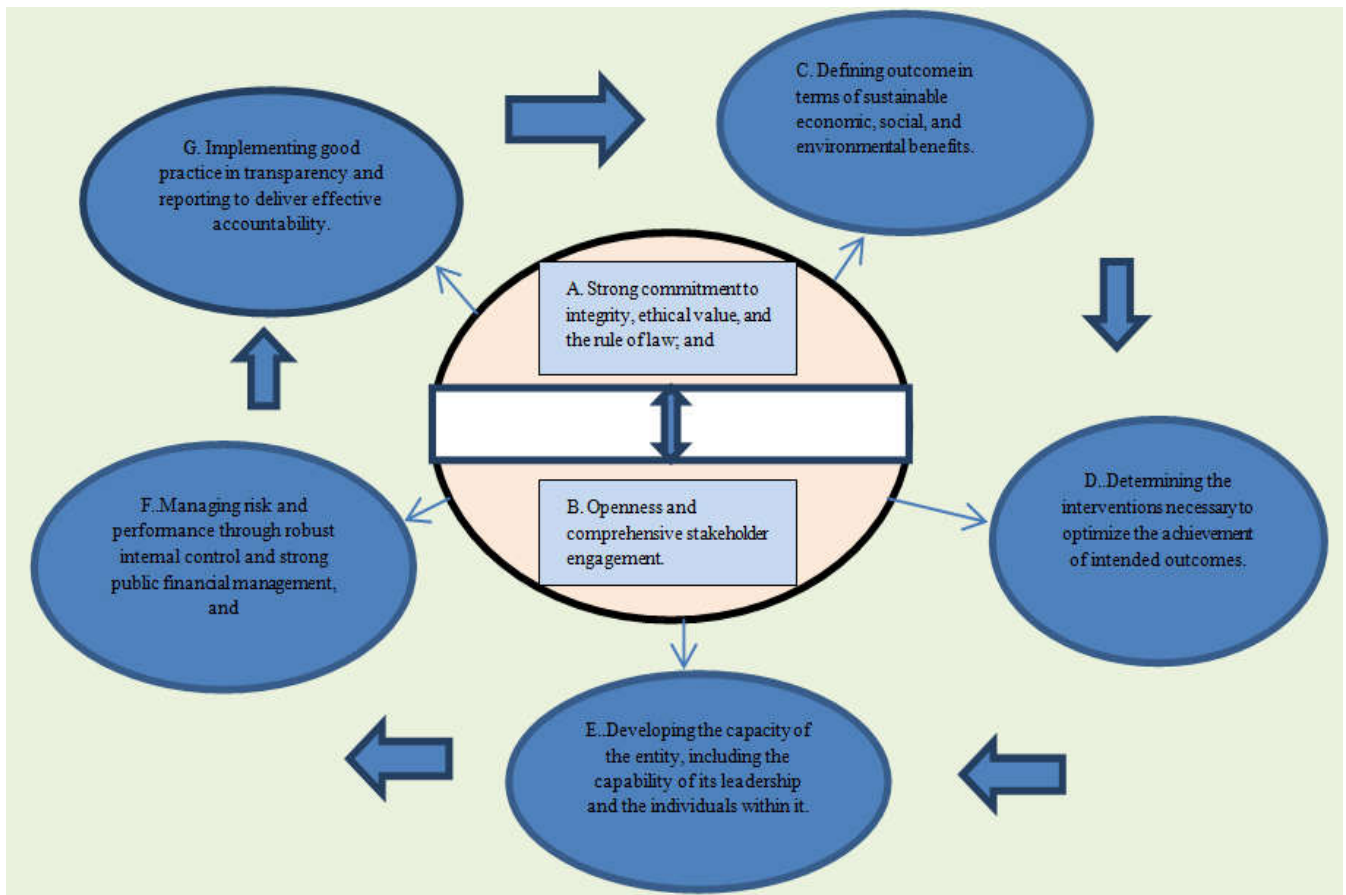 C. Defining outcome in
terms of sustainable
economic, social, and
environmental benefits.
G. Implementing good
practice in transparency and
reporting to deliver effective
accountability.
A. Strong commitment to
integrity, ethical value, and
the rule of law; and
B. Openness and
comprehensive stakeholder
engagement.
D..Determining the
interventions necessary to
optimize the achievement
of intended outcomes.
F..Managing risk and
performance through robust
internal control and strong
public financial management,
and
E..Developing the capacity of
the entity, including the
capability of its leadership
and the individuals within it.